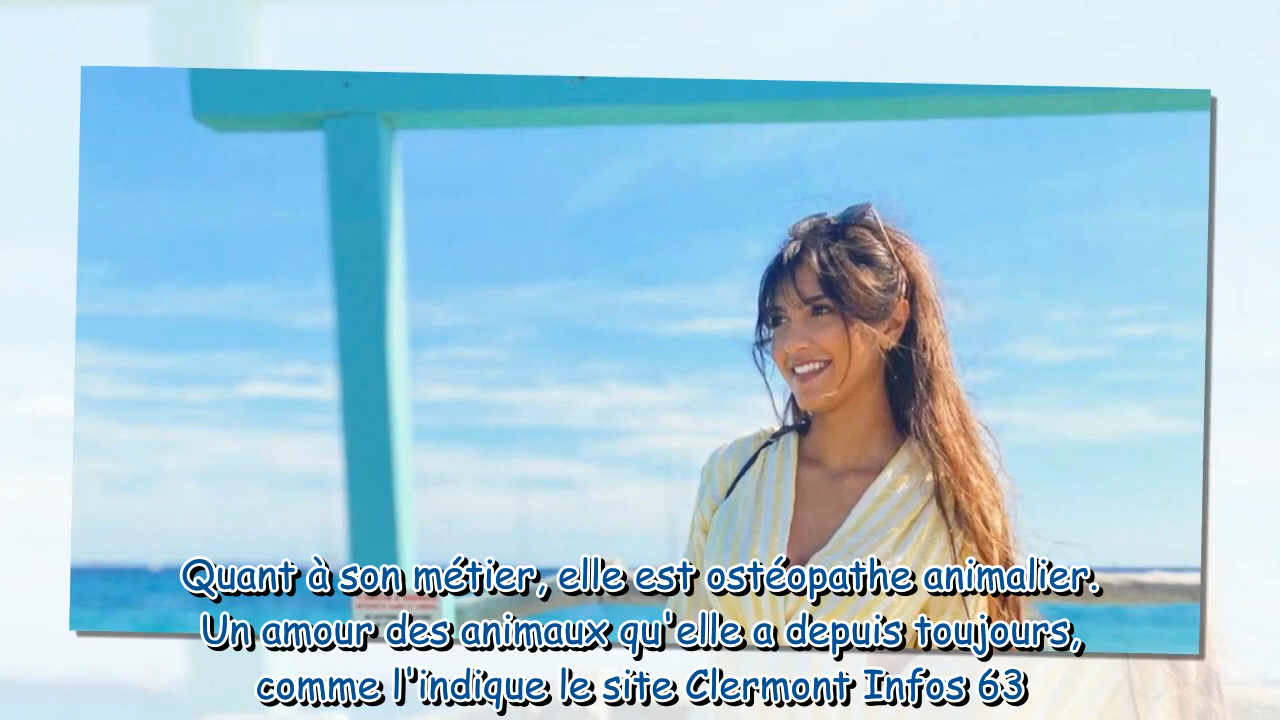 Quant à son métier, elle est ostéopathe animalier.
Un amour des animaux qu'elle a depuis toujours,
comme l'indique le site Clermont Infos 63